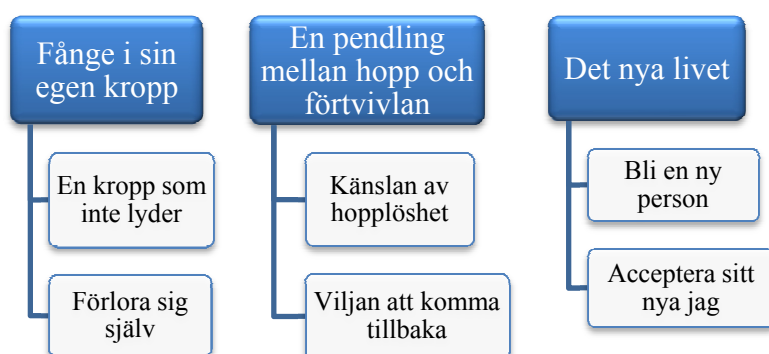 Fånge i sin
egen kropp
En kropp som
inte lyder
Förlora sig
själv
En pendling
mellan hopp och
förtvivlan
Känslan av
hopplöshet
Viljan att komma
tillbaka
Det nya livet
Bli en ny
person
Acceptera sitt
nya jag